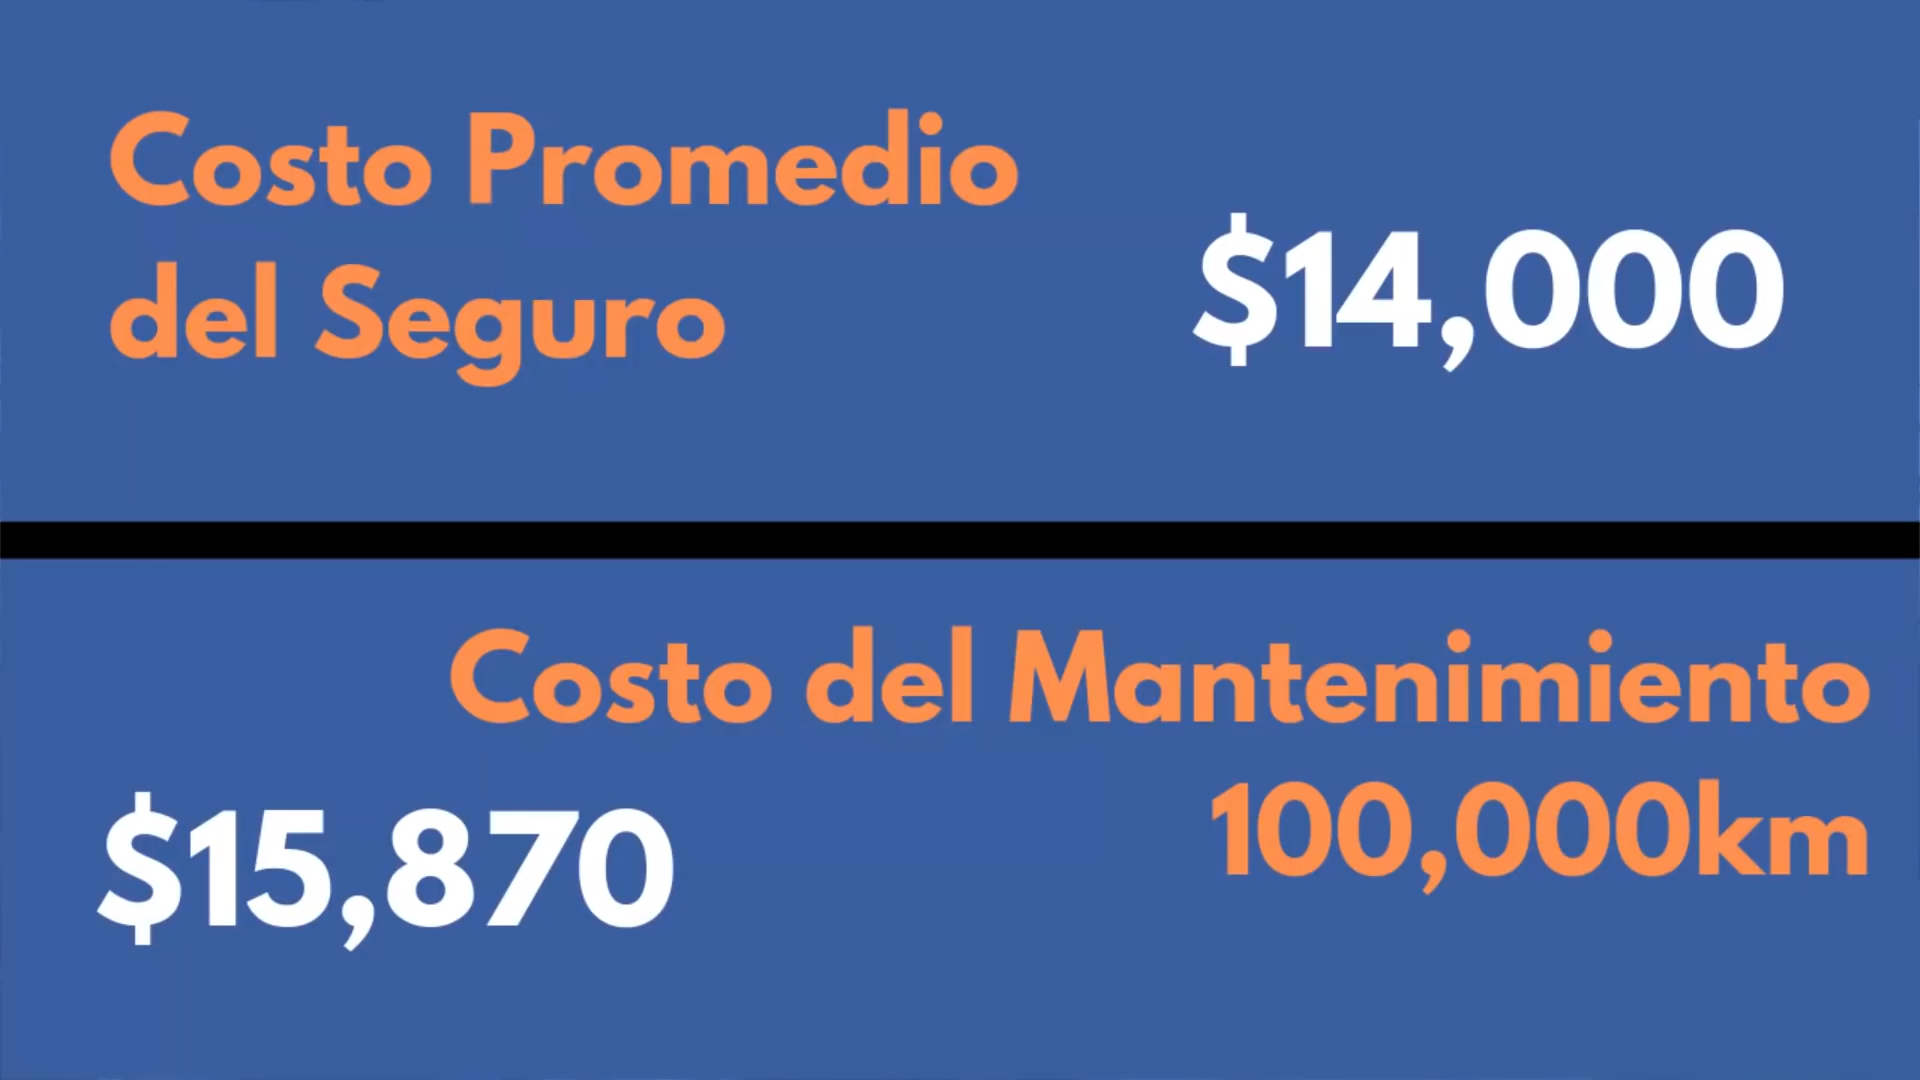 Costo Promedio
del Seguro
$14,000
Costo del Mantenimiento
100,000km
$15,870